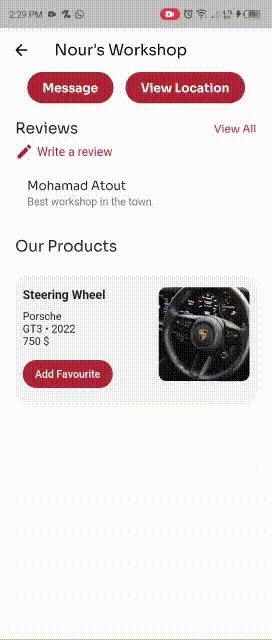 2:29 PM
Nour's Workshop
Message
View Location
Reviews
View All
Write a review
Mohamad Atout
Best workshop in the town
Our Products
Steering Wheel
Porsche
GT3 • 2022
750 $
Add Favourite